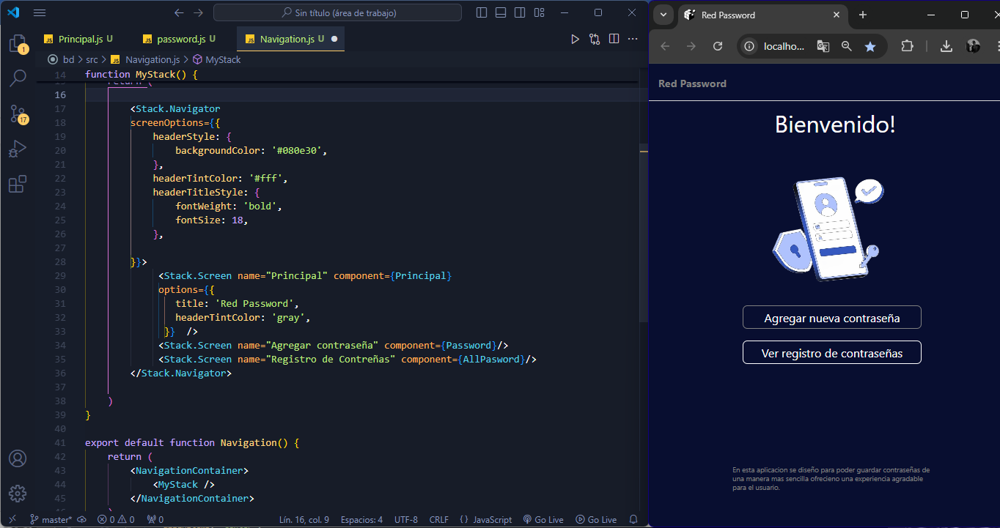 Sin título (área de trabajo)
Principal.js U
password.js U
Navigation.js U
bd > src > JS Navigation.js > MyStack
14 function MyStack() {
15 return (
16
17 <Stack.Navigator
18 screenOptions={{
19 headerStyle: {
20 backgroundColor: '#080e30',
21 },
22 headerTintColor: '#fff',
23 headerTitleStyle: {
24 fontWeight: 'bold',
25 fontSize: 18,
26 },
27
28 }}>
29 <Stack.Screen name="Principal" component={Principal}
30 options={{
31 title: 'Red Password',
32 headerTintColor: 'gray',
33 }} />
34 <Stack.Screen name="Agregar contraseña" component={Password}/>
35 <Stack.Screen name="Registro de Contreñas" component={AllPasword}/>
36 </Stack.Navigator>
37
38 )
39 }
40
41 export default function Navigation() {
42 return (
43 <NavigationContainer>
44 <MyStack />
45 </NavigationContainer>
46 )
1
17
master* 0 0 0 Lín. 16, col. 9 Espacios: 4 UTF-8 CRLF {} JavaScript Go Live Go Live
Red Password
localho...
Red Password
Bienvenido!
Agregar nueva contraseña
Ver registro de contraseñas
En esta aplicacion se diseño para poder guardar contraseñas de
una manera mas sencilla ofrecieno una experiencia agradable
para el usuario.